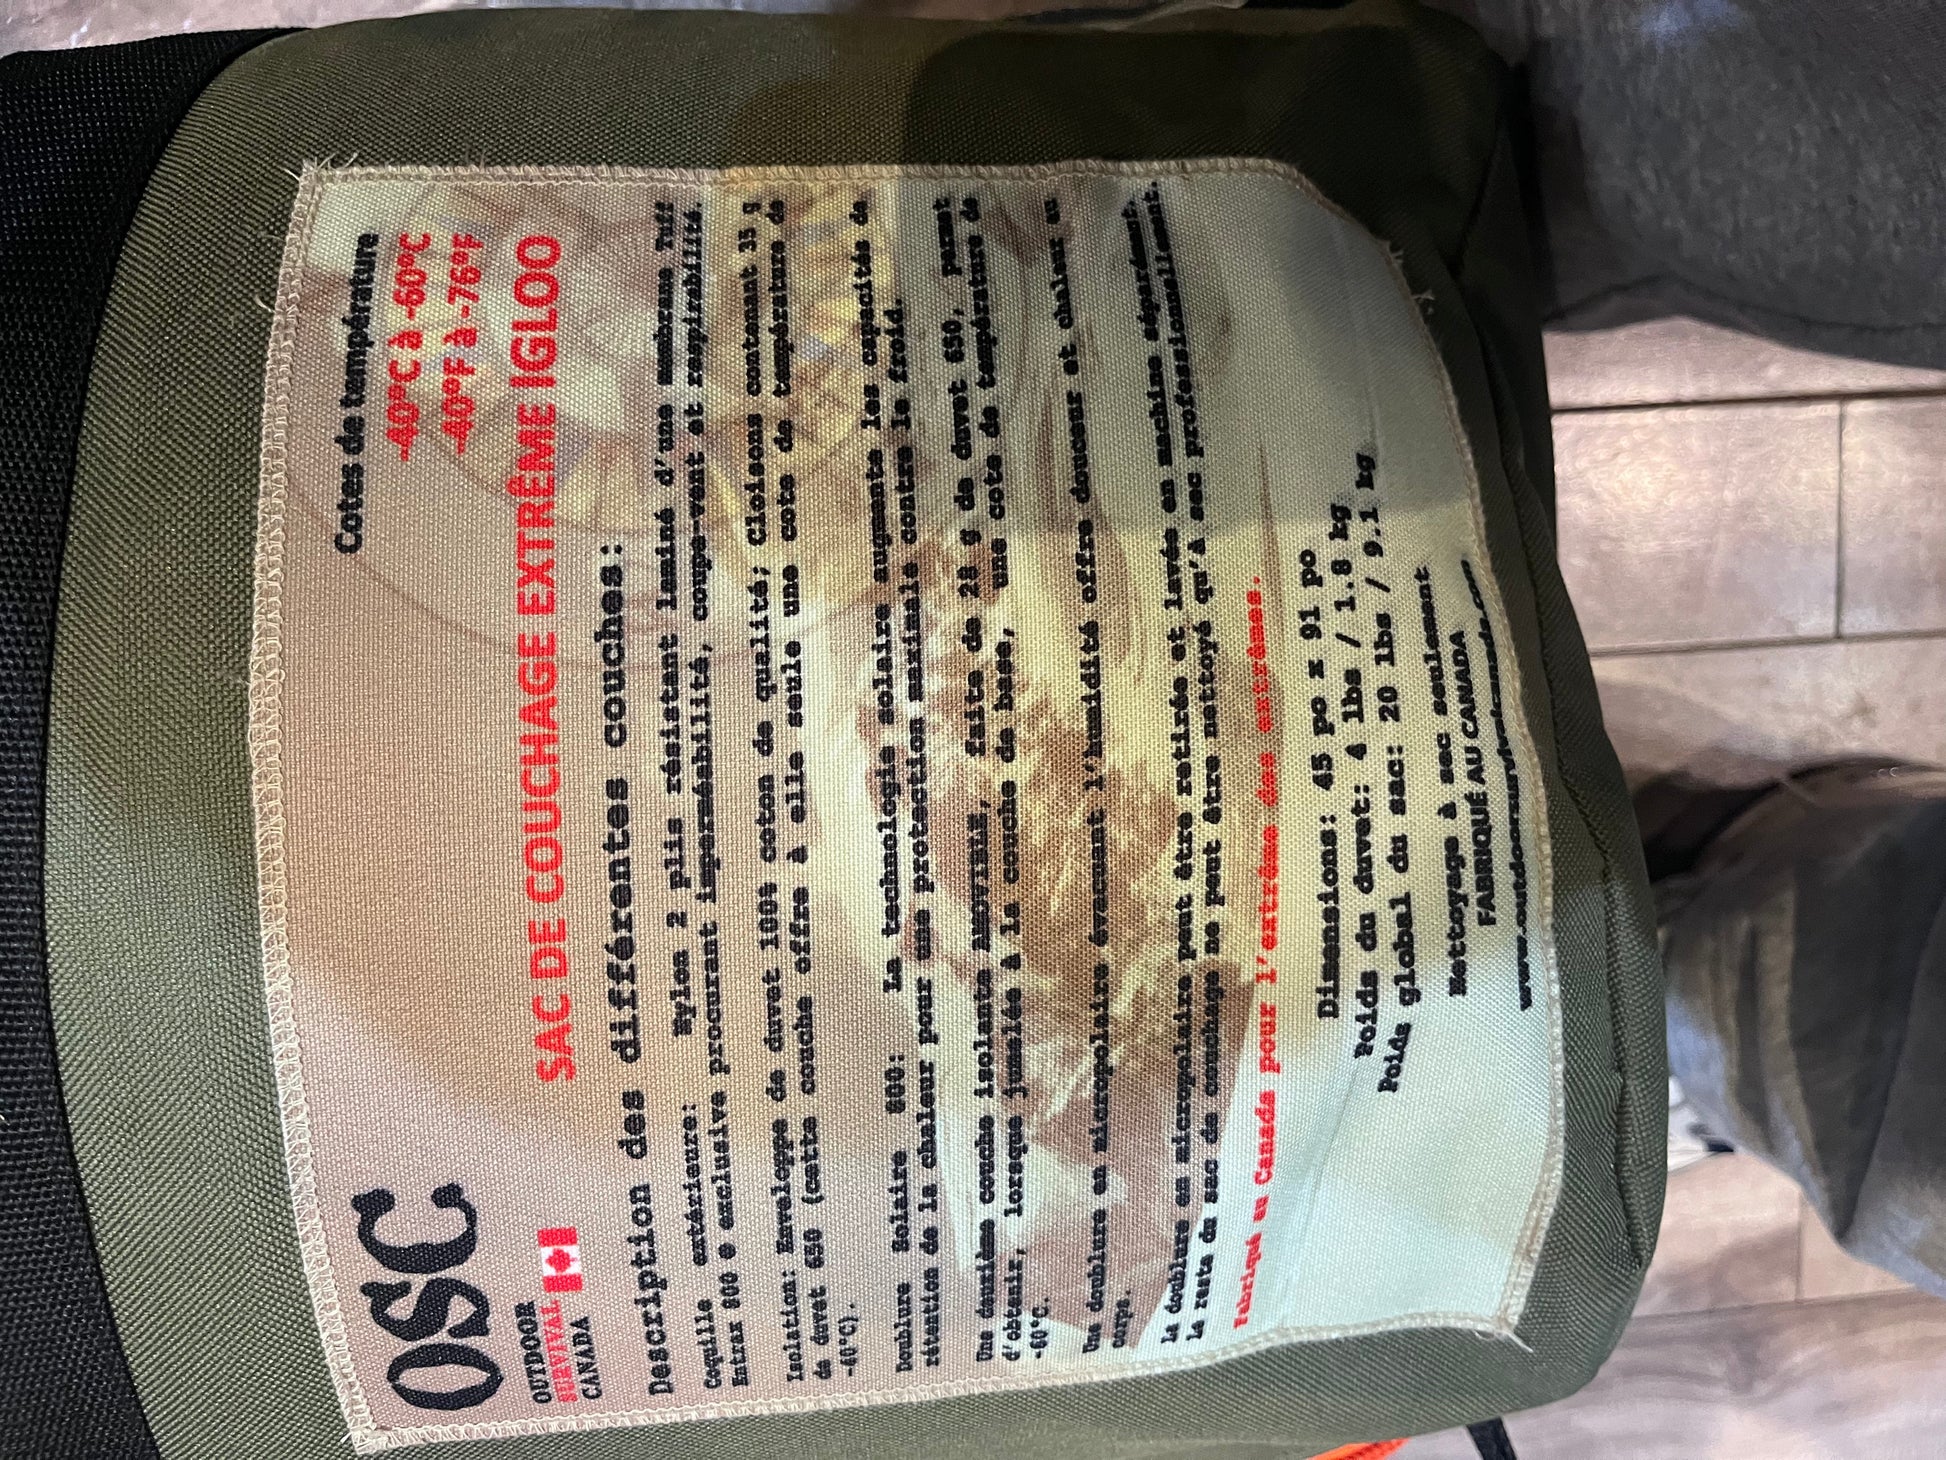 OSC
OUTDOOR
SURVIVAL
CANADA
Cotes de température
-40°C à -60°C
-40°F à -76°F
SAC DE COUCHAGE EXTRÊME IGLOO
Description des différentes couches:
Coquille extérieure: Nylon 2 plis résistant laminé d'une membrane Tuff
Entrax 800 e exclusive procurant imperméabilité, coupe-vent et respirabilité.
Isolation: Enveloppe de duvet 100% coton de qualité; Cloisons contenant 35 g
de duvet 650 (cette couche offre à elle seule une cote de température de
-40°C).
Doublure Solaire 800: La technologie solaire augmente les capacités de
rétention de la chaleur pour une protection maximale contre le froid.
Une deuxième couche isolante AMOVIBLE, faite de 28 g de duvet 650, permet
d'obtenir, lorsque jumelée à la couche de base, une cote de température de
-60°C.
Une doublure en micropolaire évacuant l'humidité offre douceur et chaleur au
corps.
La doublure en micropolaire peut être retirée et lavée en machine séparément.
Le reste du sac de couchage ne peut être nettoyé qu'à sec professionnellement.
Fabriqué au Canada pour l'extrême des extrêmes.
Dimensions: 45 po x 91 po
Poids du duvet: 4 lbs / 1.8 kg
Poids global du sac: 20 lbs / 9.1 kg
Nettoyage à sec seulement
FABRIQUÉ AU CANADA
www.outdoorsurvivalcanada.com